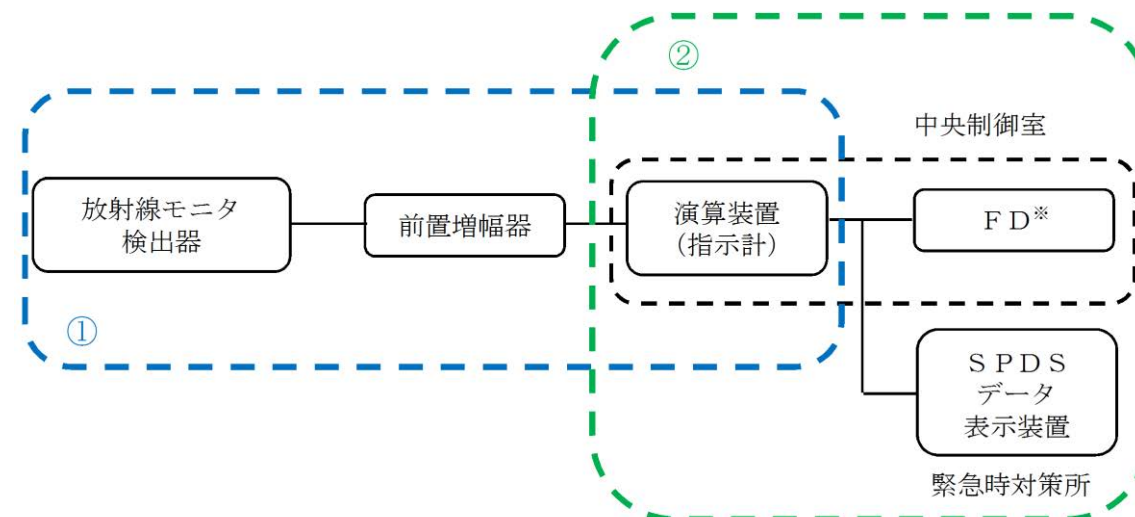 ②
中央制御室
放射線モニタ
検出器
前置増幅器
演算装置
(指示計)
FD※
①
SPDS
データ
表示装置
緊急時対策所